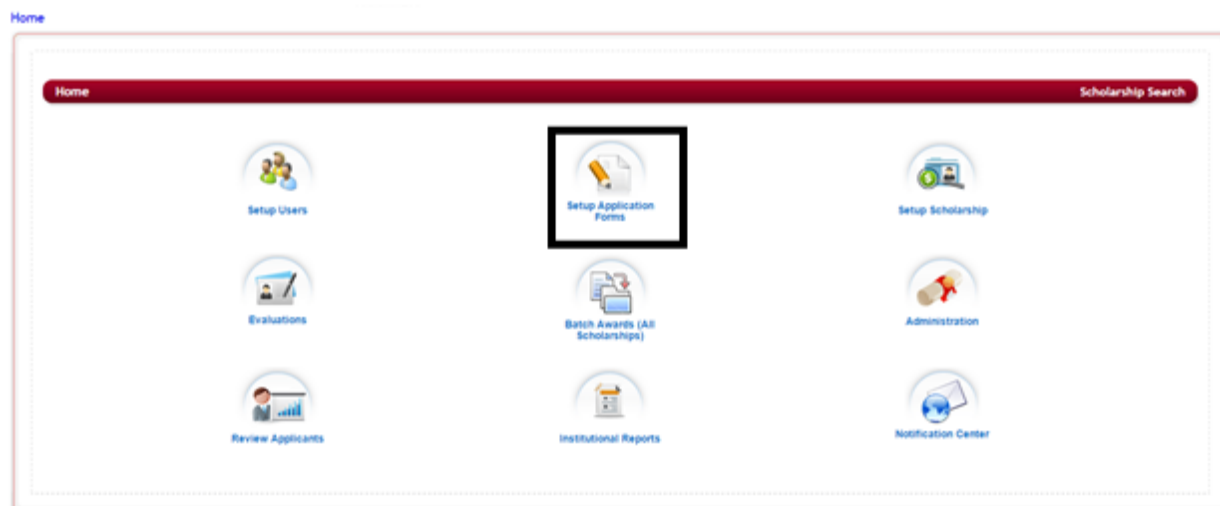 Home
Home
Scholarship Search
Setup Users
Setup Application
Forms
Setup Scholarship
Evaluations
Batch Awards (All
Scholarships)
Administration
Review Applicants
Institutional Reports
Notification Center